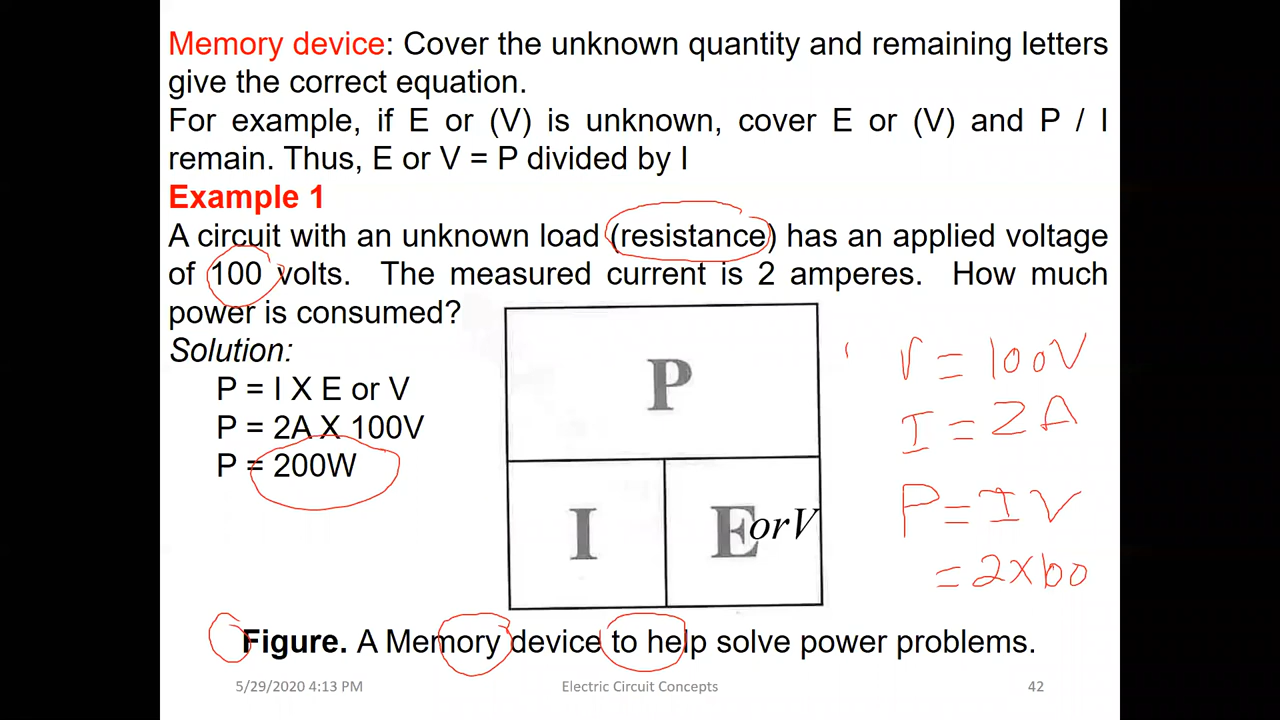 Memory device: Cover the unknown quantity and remaining letters
give the correct equation.
For example, if E or (V) is unknown, cover E or (V) and P / I
remain. Thus, E or V = P divided by I
Example 1
A circuit with an unknown load (resistance) has an applied voltage
of 100 volts. The measured current is 2 amperes. How much
power is consumed?
Solution:
P = I X E or V
P = 2A X 100V
P = 200W
P
I
E or V
V = 100V
I = 2A
P = I V
= 2 x 100
Figure. A Memory device to help solve power problems.
5/29/2020 4:13 PM
Electric Circuit Concepts
42